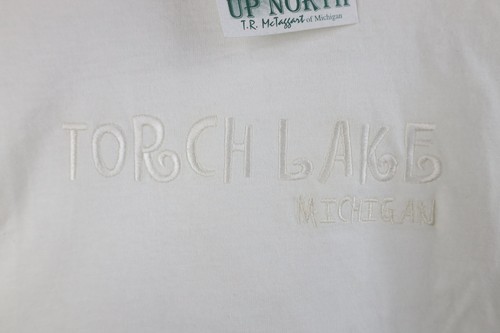 UP NORTH
T.R. McTaggart of Michigan
TORCH LAKE
MICHIGAN